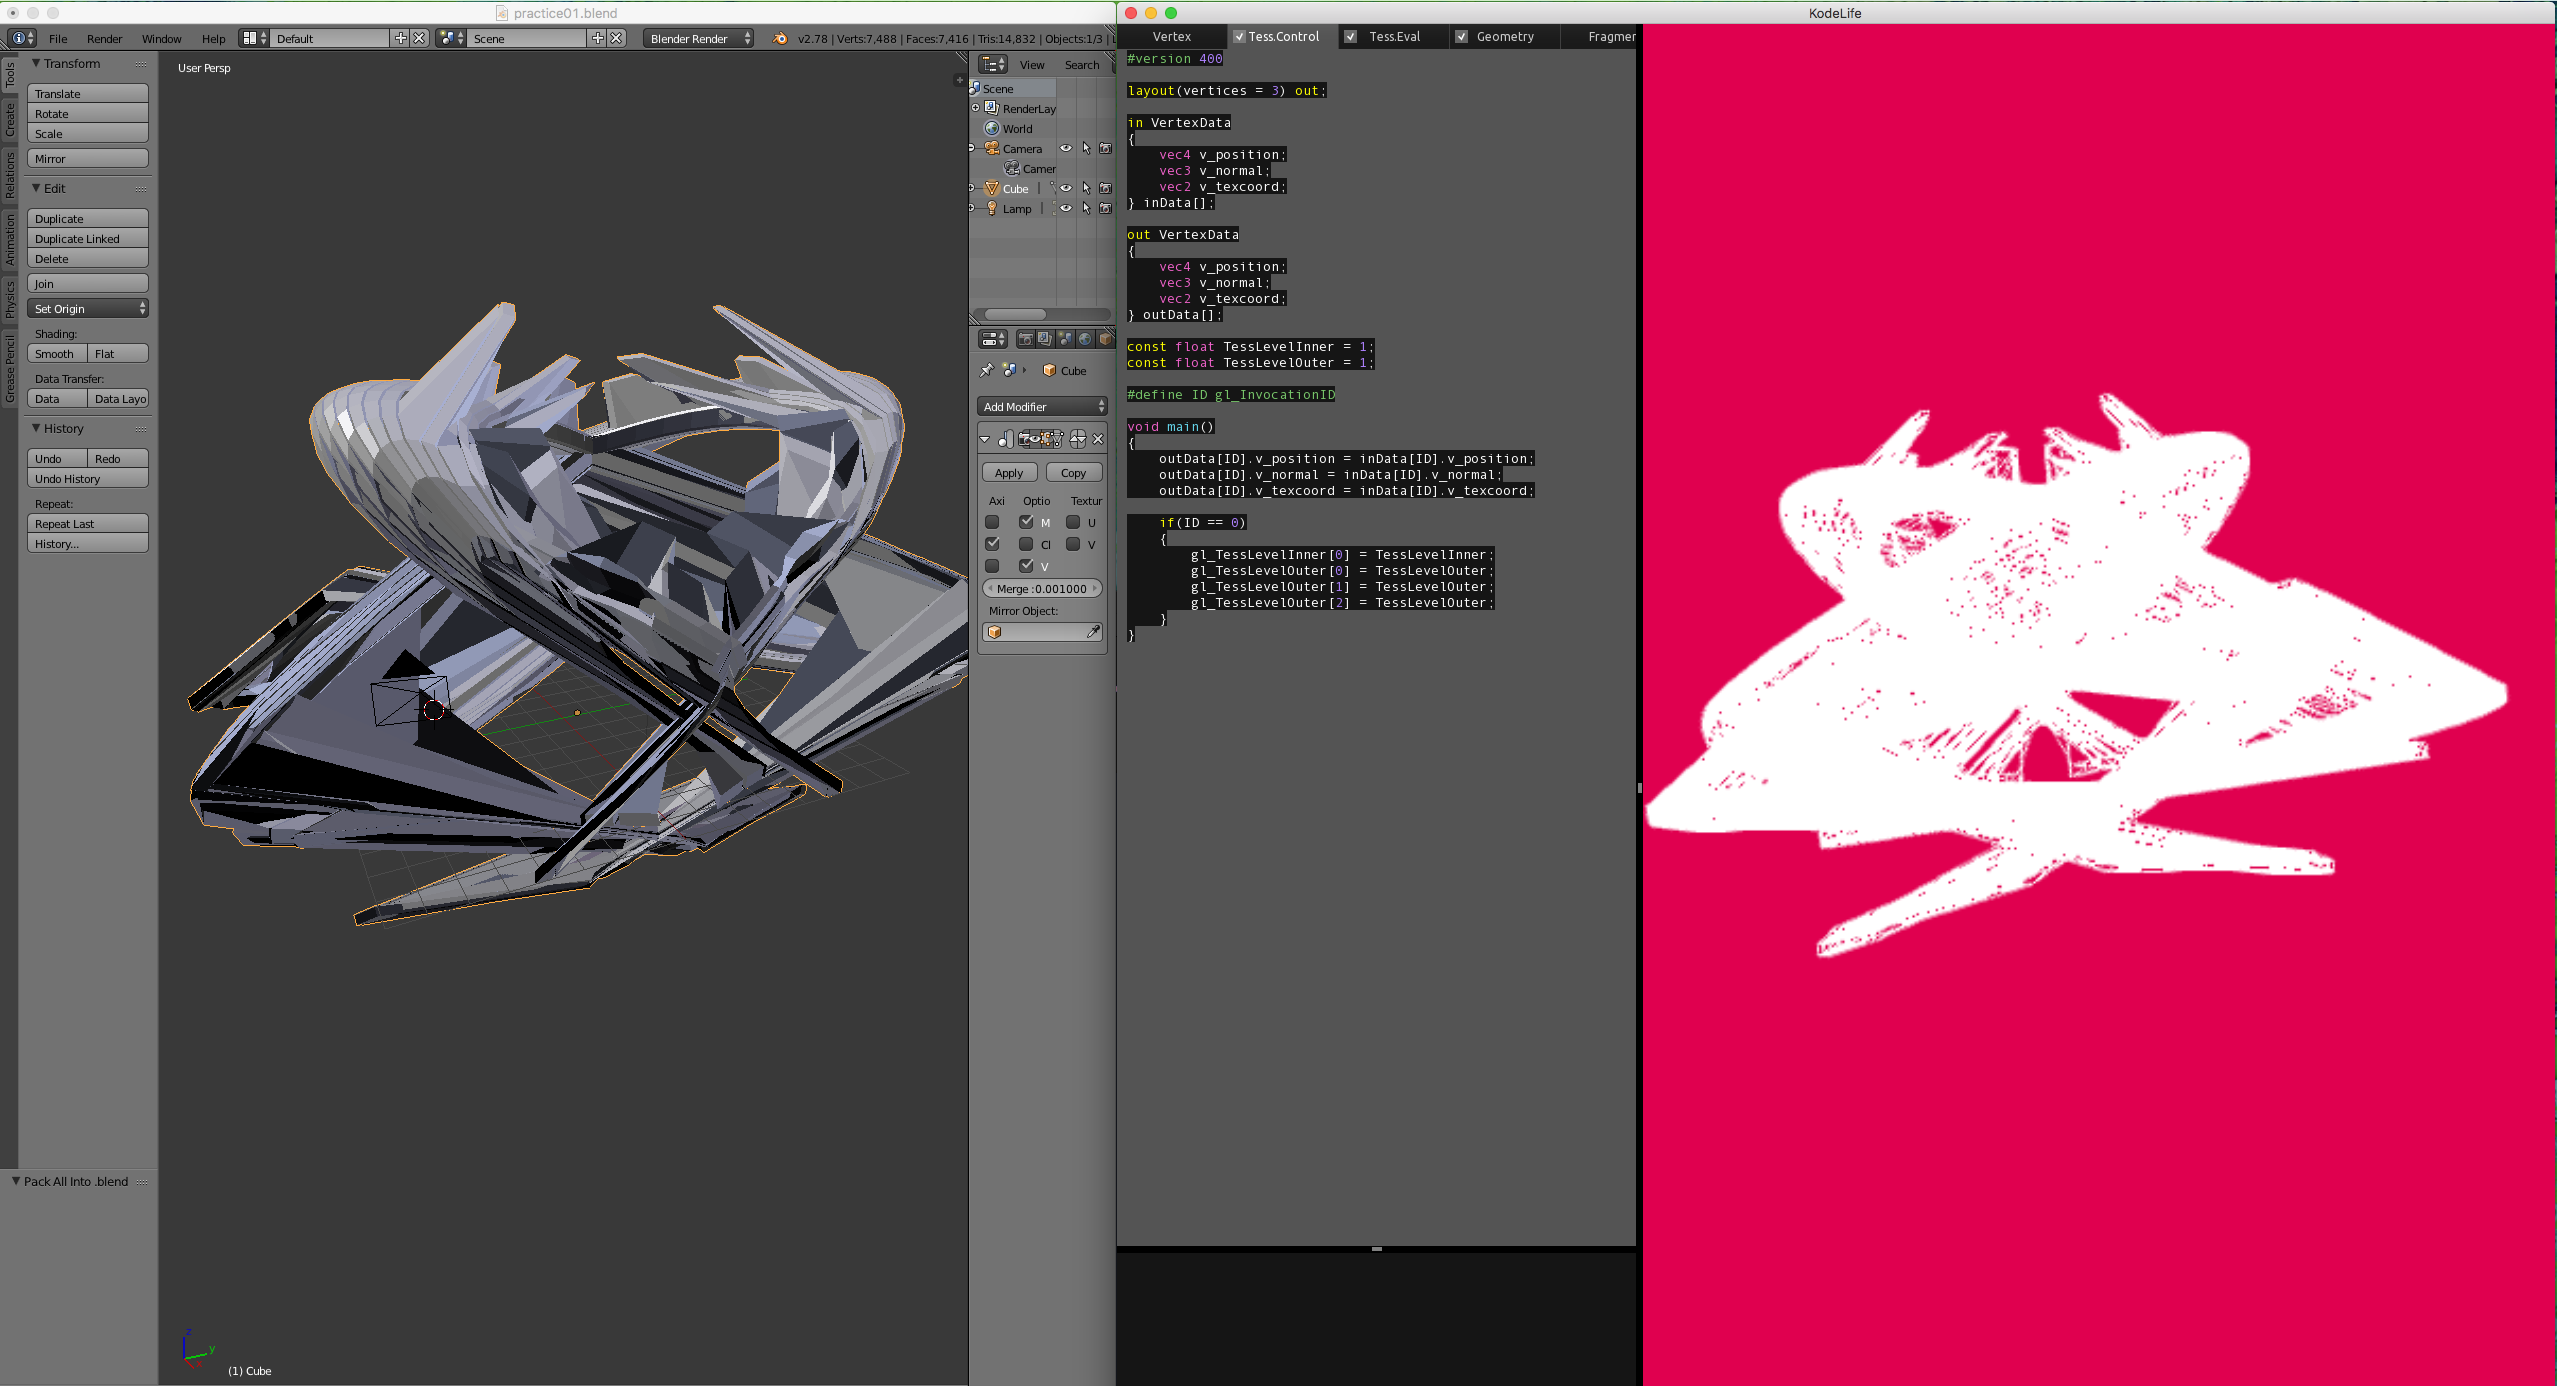 practice01.blend
File Render Window Help Default Scene Blender Render v2.78 | Verts:7,488 | Faces:7,416 | Tris:14,832 | Objects:1/3 |
Tools
Create
Relations
Animation
Physics
Grease Pencil
Transform
Translate
Rotate
Scale
Mirror
Edit
Duplicate
Duplicate Linked
Delete
Join
Set Origin
Shading:
Smooth Flat
Data Transfer:
Data Data Layo
History
Undo Redo
Undo History
Repeat:
Repeat Last
History...
Pack All Into .blend
User Persp
(1) Cube
z
y
x
View Search
Scene
RenderLay
World
Camera
Camer
Cube
Lamp
Cube
Add Modifier
Apply Copy
Axi Optio Textur
M U
Cl V
V
Merge :0.001000
Mirror Object:
KodeLife
Vertex Tess.Control Tess.Eval Geometry Fragmer
#version 400
layout(vertices = 3) out;
in VertexData
{
vec4 v_position;
vec3 v_normal;
vec2 v_texcoord;
} inData[];
out VertexData
{
vec4 v_position;
vec3 v_normal;
vec2 v_texcoord;
} outData[];
const float TessLevelInner = 1;
const float TessLevelOuter = 1;
#define ID gl_InvocationID
void main()
{
outData[ID].v_position = inData[ID].v_position;
outData[ID].v_normal = inData[ID].v_normal;
outData[ID].v_texcoord = inData[ID].v_texcoord;
if(ID == 0)
{
gl_TessLevelInner[0] = TessLevelInner;
gl_TessLevelOuter[0] = TessLevelOuter;
gl_TessLevelOuter[1] = TessLevelOuter;
gl_TessLevelOuter[2] = TessLevelOuter;
}
}